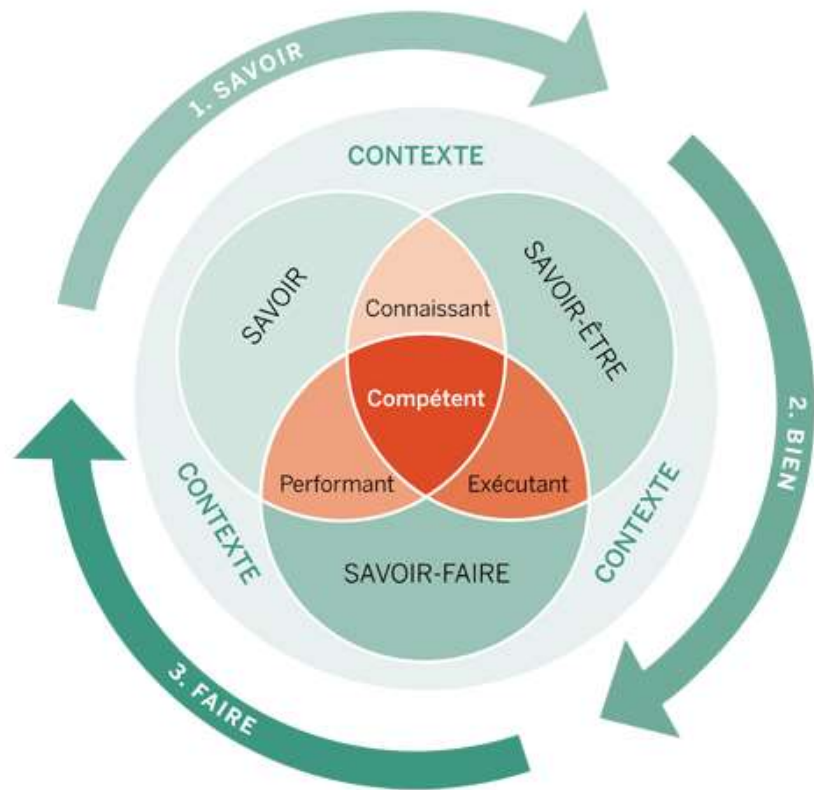 1. SAVOIR
CONTEXTE
SAVOIR
SAVOIR-ÊTRE
Connaissant
Compétent
2. BIEN
Performant
Exécutant
CONTEXTE
CONTEXTE
SAVOIR-FAIRE
3. FAIRE